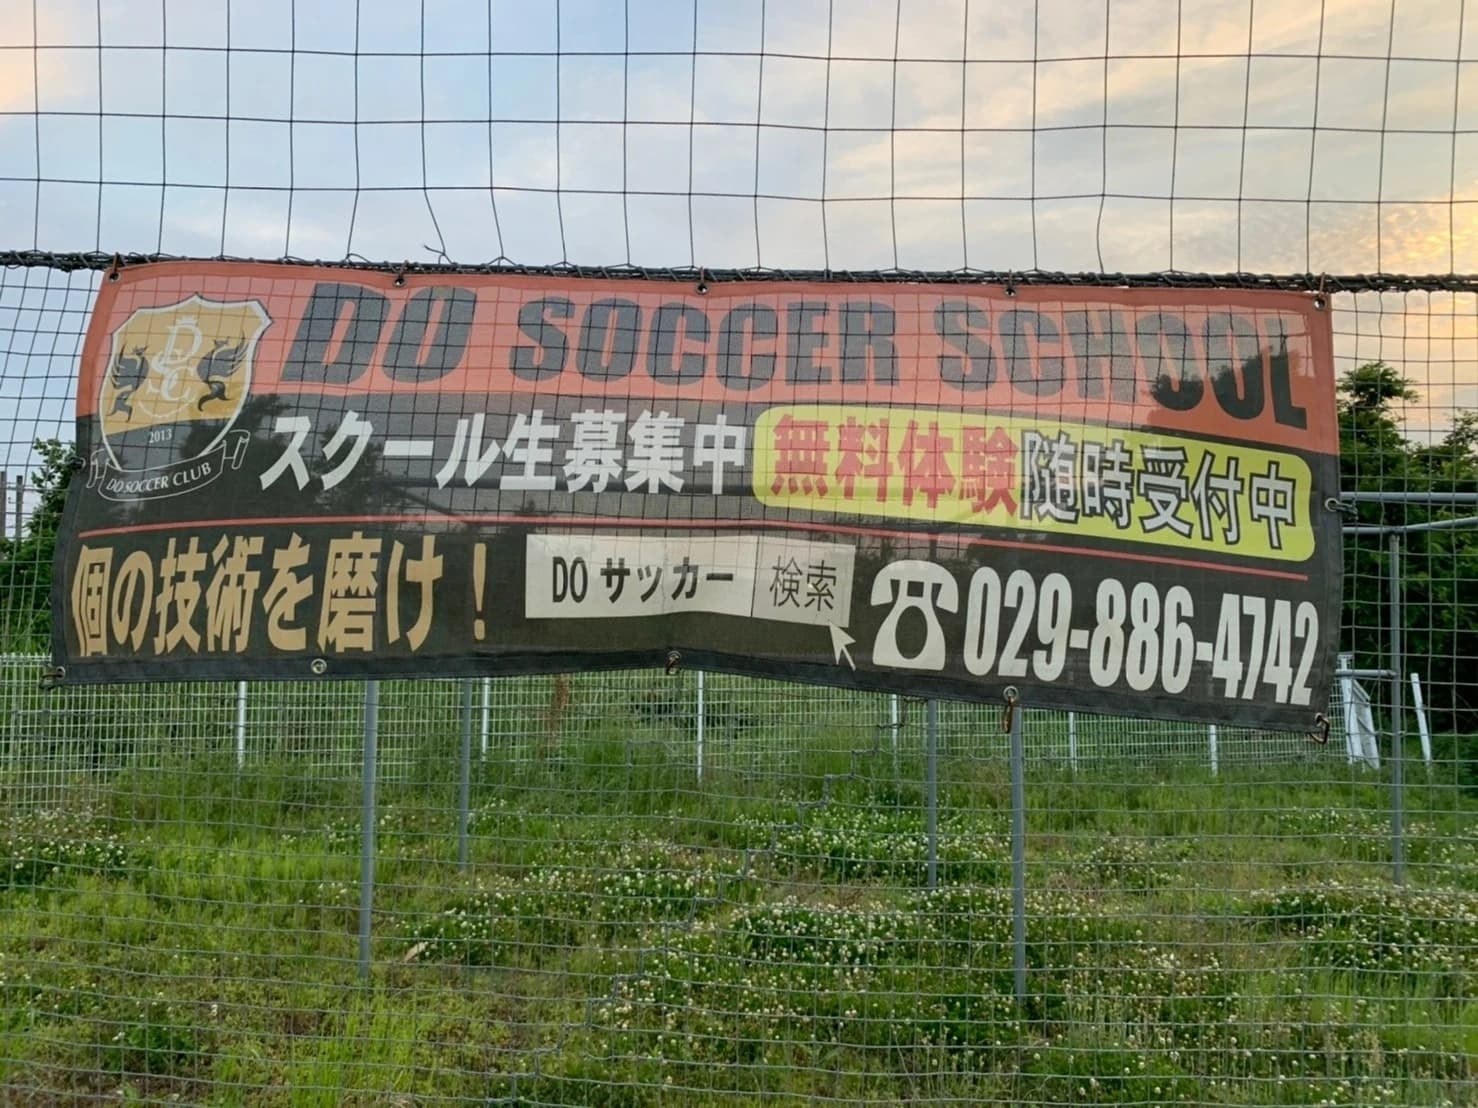 DO SOCCER SCHOOL
DSC
2013
DO SOCCER CLUB
スクール生募集中 無料体験随時受付中
個の技術を磨け！ DO サッカー 検索 ☎029-886-4742